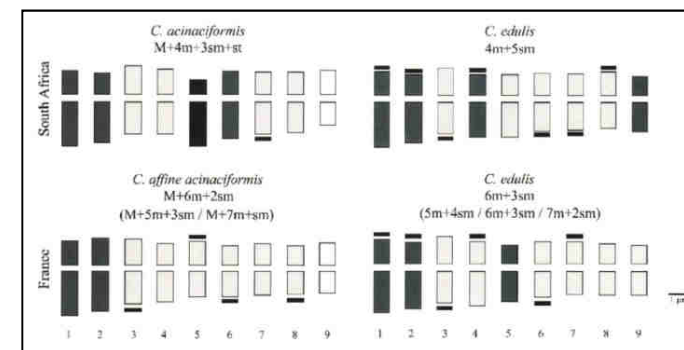 C. acinaciformis
M+4m+3sm+st
C. edulis
4m+5sm
South Africa
C. affine acinaciformis
M+6m+2sm
(M+5m+3sm / M+7m+sm)
C. edulis
6m+3sm
(5m+4sm / 6m+3sm / 7m+2sm)
France
1 2 3 4 5 6 7 8 9
1 2 3 4 5 6 7 8 9